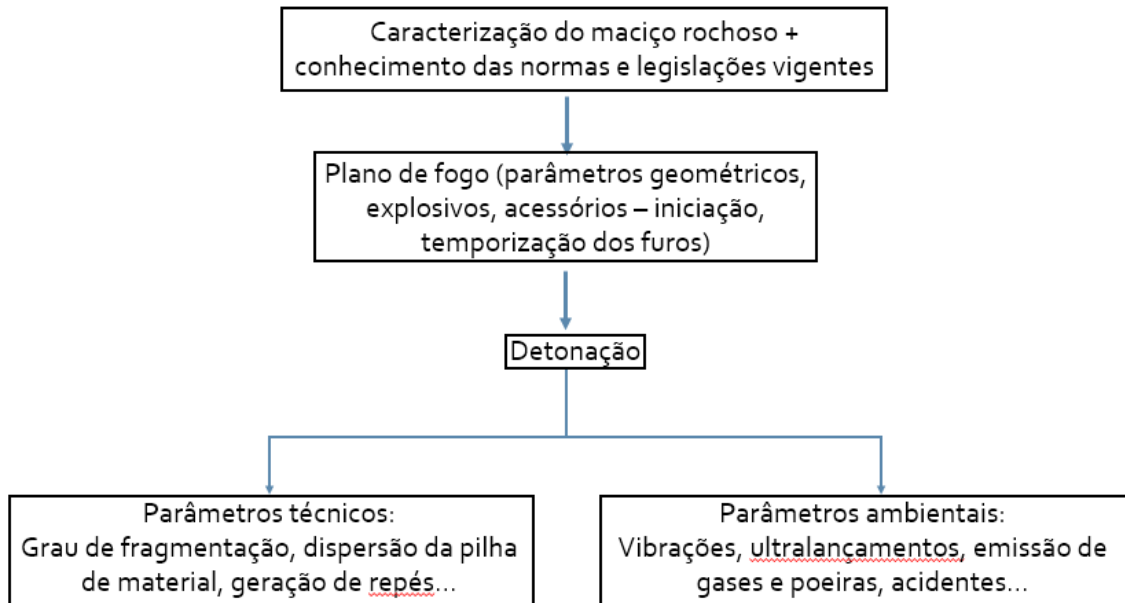 Caracterização do maciço rochoso +
conhecimento das normas e legislações vigentes
Plano de fogo (parâmetros geométricos,
explosivos, acessórios – iniciação,
temporização dos furos)
Detonação
Parâmetros técnicos:
Grau de fragmentação, dispersão da pilha
de material, geração de repés...
Parâmetros ambientais:
Vibrações, ultralançamentos, emissão de
gases e poeiras, acidentes...